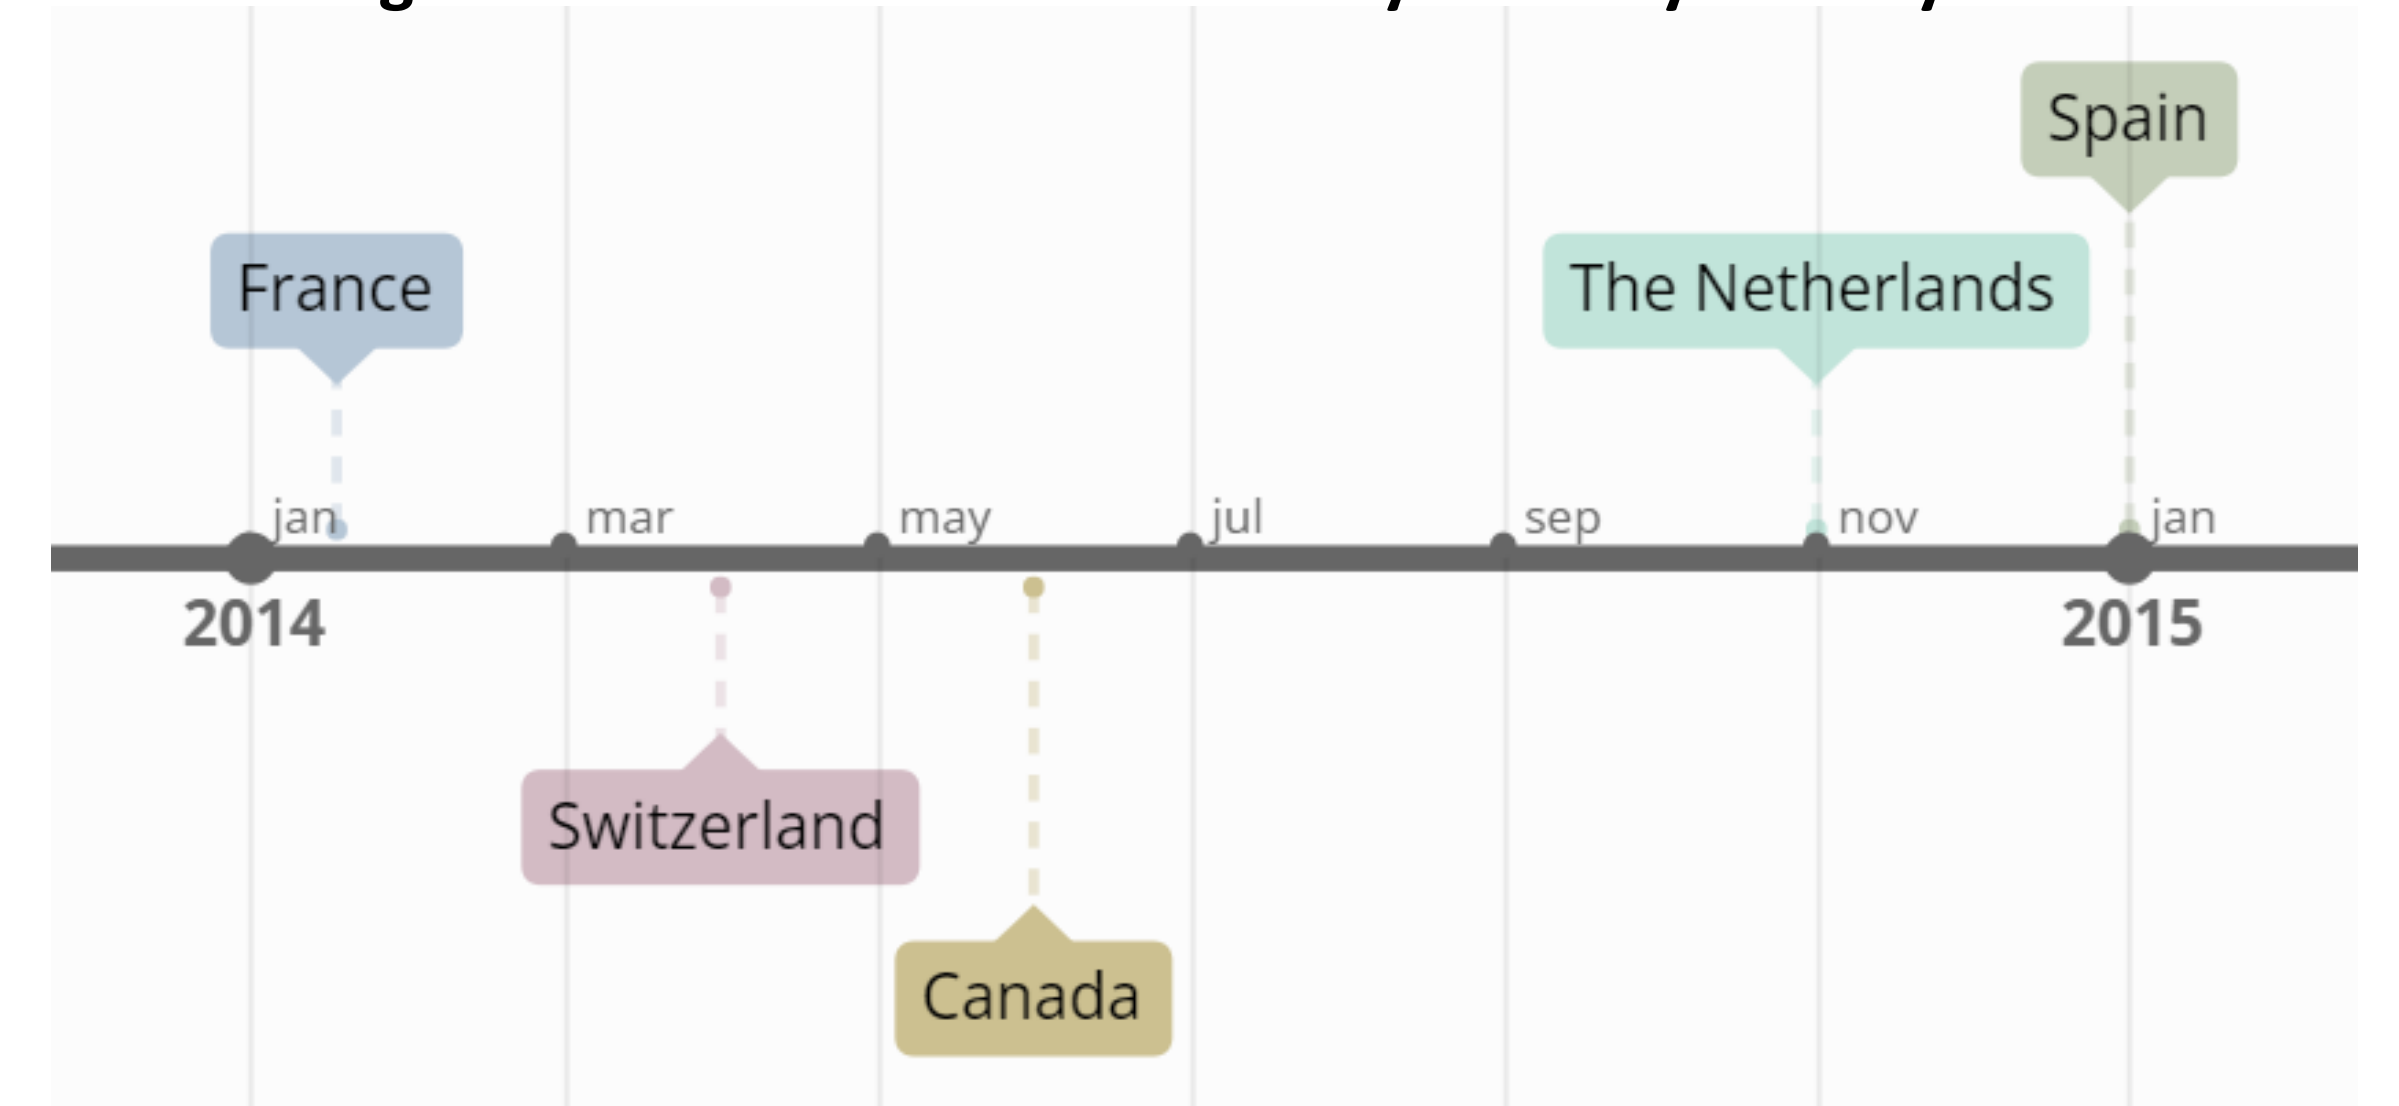 Spain
France
The Netherlands
jan
mar
may
jul
sep
nov
jan
2014
2015
Switzerland
Canada